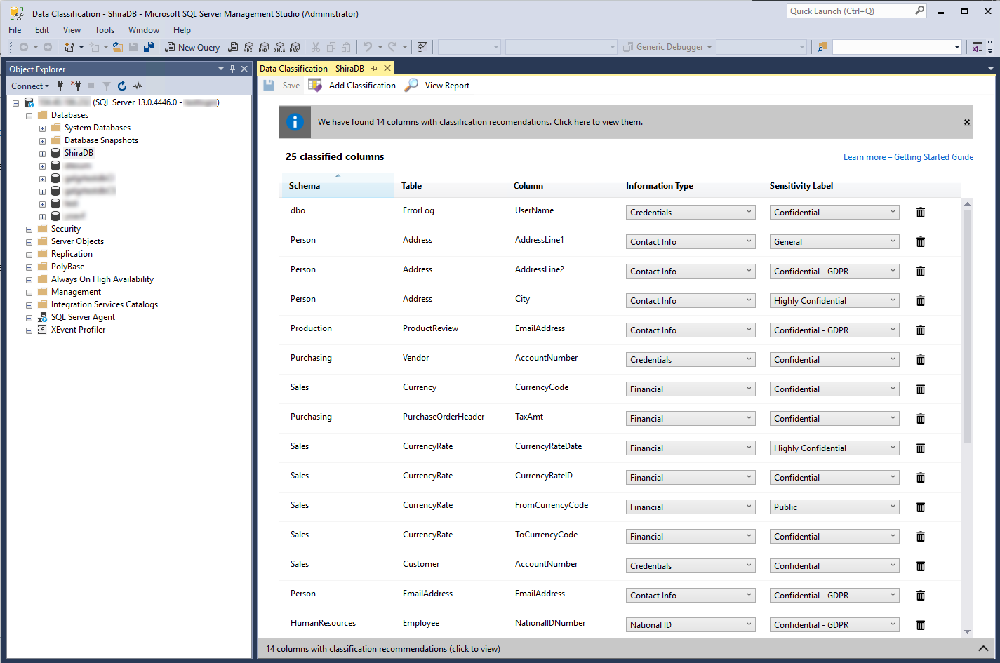 Data Classification - ShiraDB - Microsoft SQL Server Management Studio (Administrator)
Quick Launch (Ctrl+Q)
File Edit View Tools Window Help
New Query MDX DMX XMLA DAX Generic Debugger
Object Explorer
Connect
(SQL Server 13.0.4446.0 - )
Databases
System Databases
Database Snapshots
ShiraDB
Security
Server Objects
Replication
PolyBase
Always On High Availability
Management
Integration Services Catalogs
SQL Server Agent
XEvent Profiler
Data Classification - ShiraDB
Save Add Classification View Report
We have found 14 columns with classification recomendations. Click here to view them.
25 classified columns
Learn more – Getting Started Guide
Schema Table Column Information Type Sensitivity Label
dbo ErrorLog UserName Credentials Confidential
Person Address AddressLine1 Contact Info General
Person Address AddressLine2 Contact Info Confidential - GDPR
Person Address City Contact Info Highly Confidential
Production ProductReview EmailAddress Contact Info Confidential - GDPR
Purchasing Vendor AccountNumber Credentials Confidential
Sales Currency CurrencyCode Financial Confidential
Purchasing PurchaseOrderHeader TaxAmt Financial Confidential
Sales CurrencyRate CurrencyRateDate Financial Highly Confidential
Sales CurrencyRate CurrencyRateID Financial Confidential
Sales CurrencyRate FromCurrencyCode Financial Public
Sales CurrencyRate ToCurrencyCode Financial Confidential
Sales Customer AccountNumber Credentials Confidential
Person EmailAddress EmailAddress Contact Info Confidential - GDPR
HumanResources Employee NationalIDNumber National ID Confidential - GDPR
14 columns with classification recommendations (click to view)